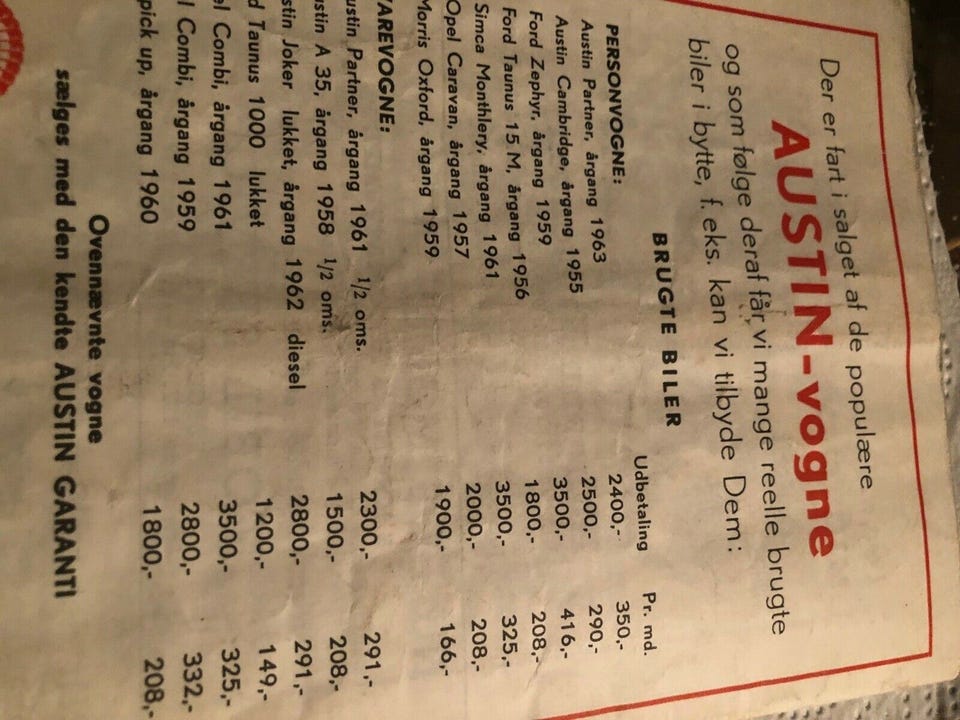 Der er fart i salget af de populære
AUSTIN-vogne
og som følge deraf får vi mange reelle brugte
biler i bytte, f. eks. kan vi tilbyde Dem:
BRUGTE BILER
Udbetaling Pr. md.
PERSONVOGNE:
Austin Partner, årgang 1963 2400,- 350,-
Austin Cambridge, årgang 1955 2500,- 290,-
Ford Zephyr, årgang 1959 3500,- 416,-
Ford Taunus 15 M, årgang 1956 1800,- 208,-
Simca Monthlery, årgang 1961 3500,- 325,-
Opel Caravan, årgang 1957 2000,- 208,-
Morris Oxford, årgang 1959 1900,- 166,-
VAREVOGNE:
ustin Partner, årgang 1961 1/2 oms. 2300,- 291,-
ustin A 35, årgang 1958 1/2 oms. 1500,- 208,-
stin Joker lukket, årgang 1962 diesel 2800,- 291,-
d Taunus 1000 lukket 1200,- 149,-
el Combi, årgang 1961 3500,- 325,-
l Combi, årgang 1959 2800,- 332,-
pick up, årgang 1960 1800,- 208,-
Ovennævnte vogne
sælges med den kendte AUSTIN GARANTI